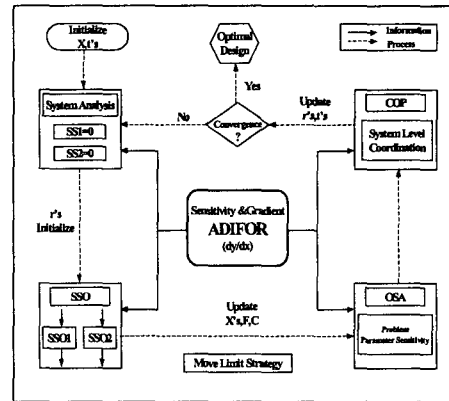 Initialize
X,t's
Optimal
Design
Information
Process
System Analysis
SS1=0
SS2=0
No
Yes
Convergence
?
Update
r's,t's
COP
System Level
Coordination
r's
Initialize
Sensitivity &Gradient
ADIFOR
(dy/dx)
SSO
SSO1
SSO2
Update
X's,F,C
OSA
Problem
Parameter Sensitivity
Move Limit Strategy